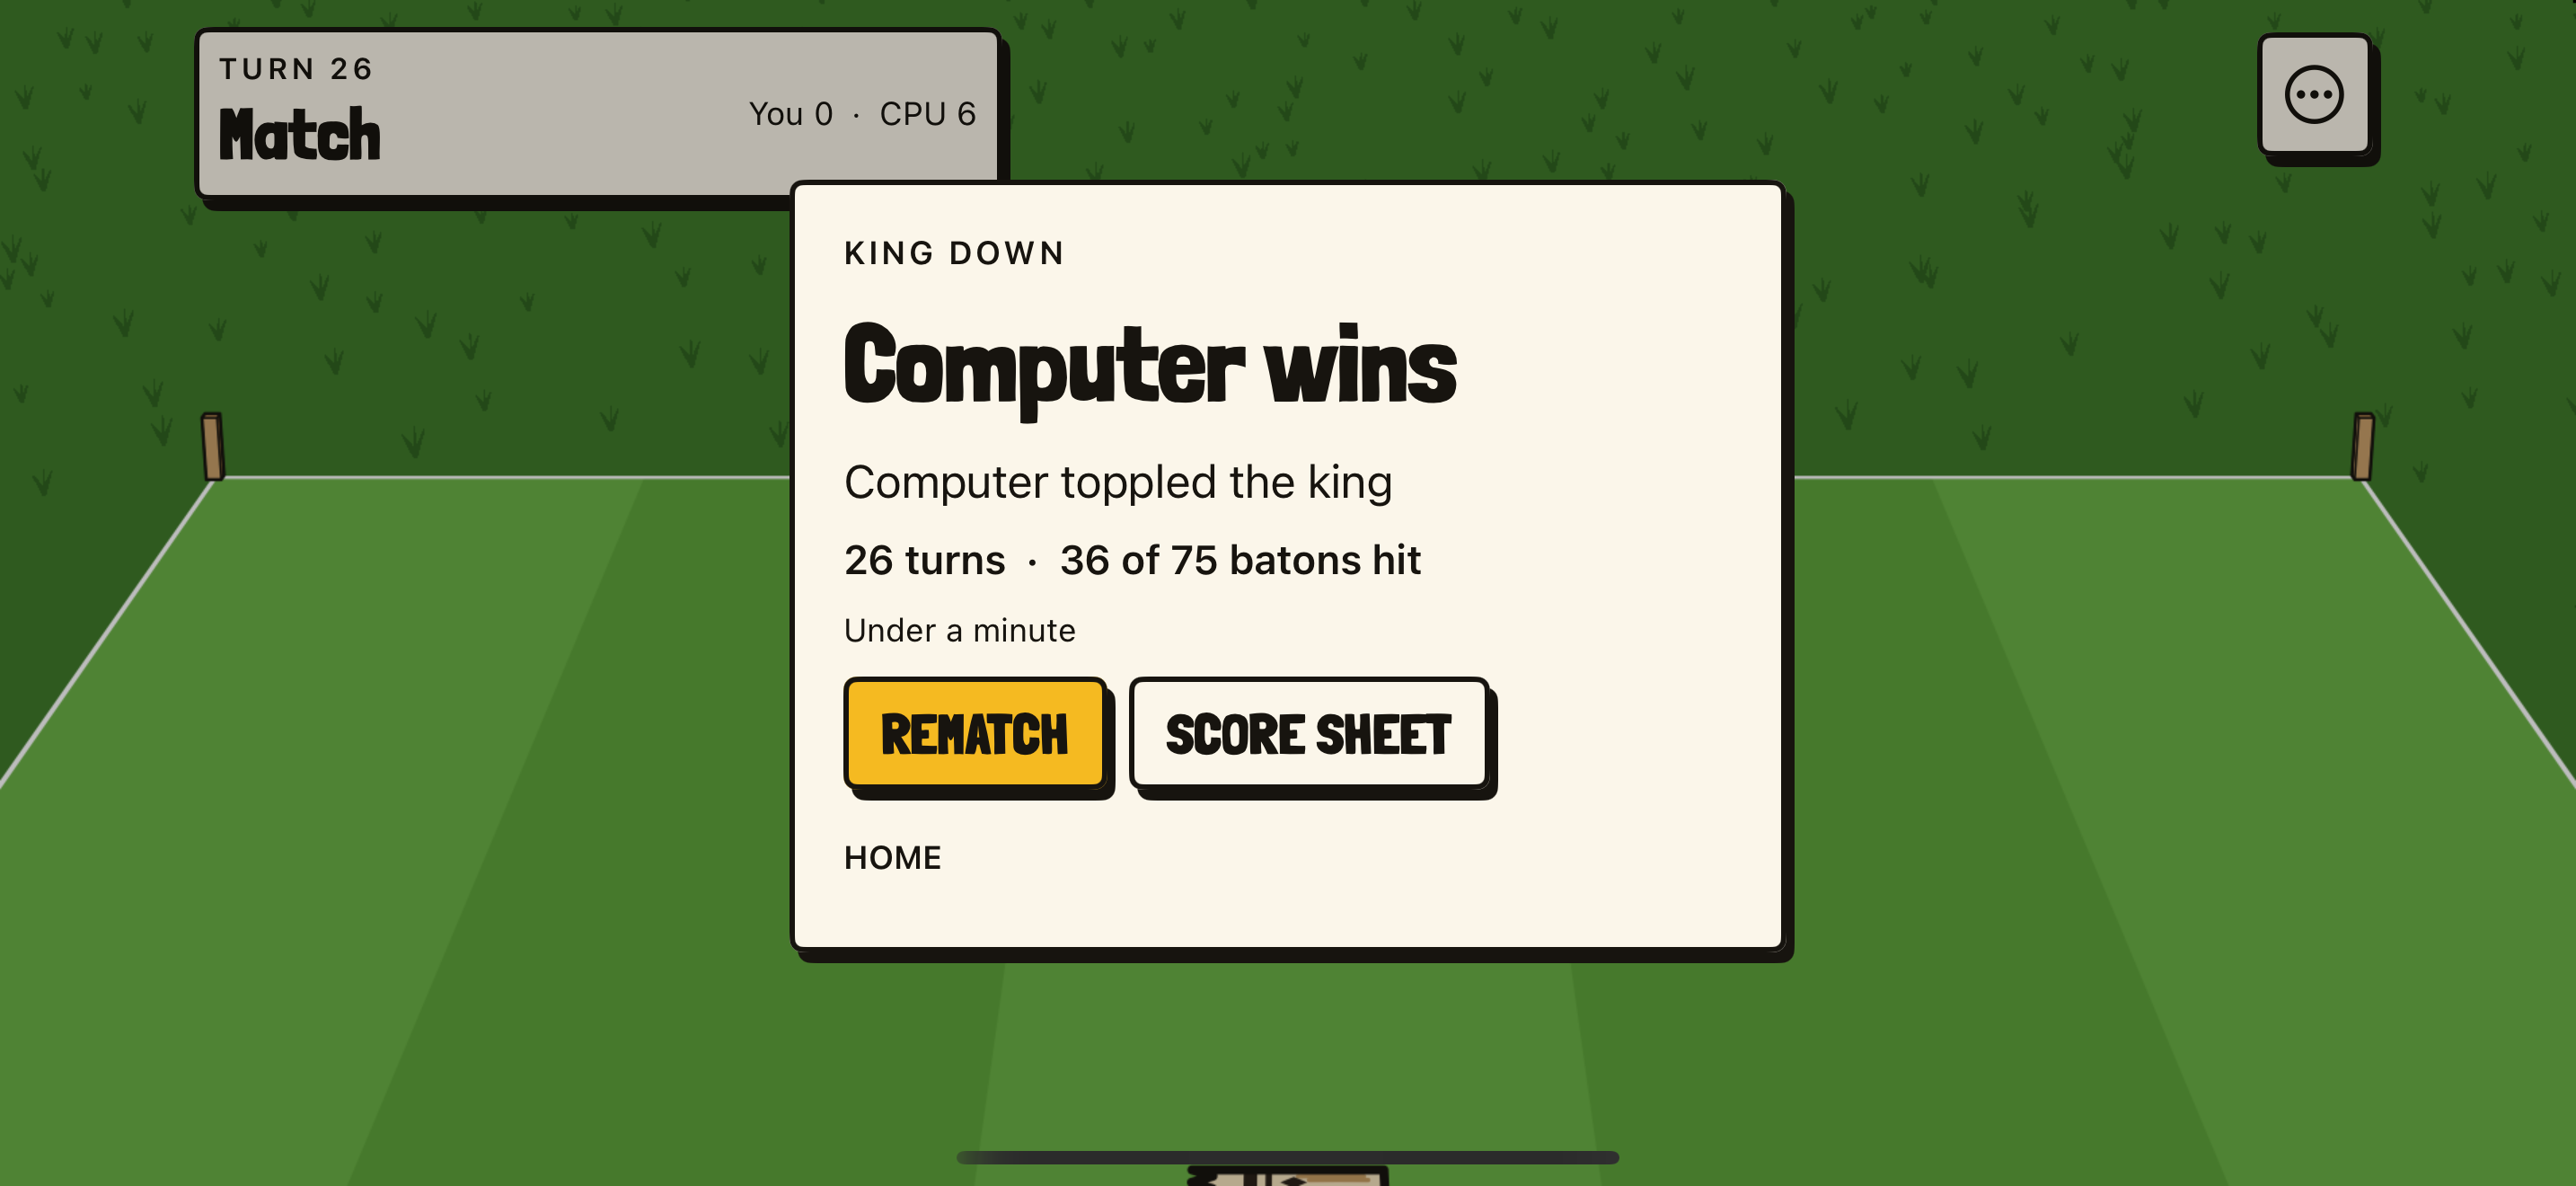 TURN 26
Match
You 0 · CPU 6
KING DOWN
Computer wins
Computer toppled the king
26 turns · 36 of 75 batons hit
Under a minute
REMATCH
SCORE SHEET
HOME